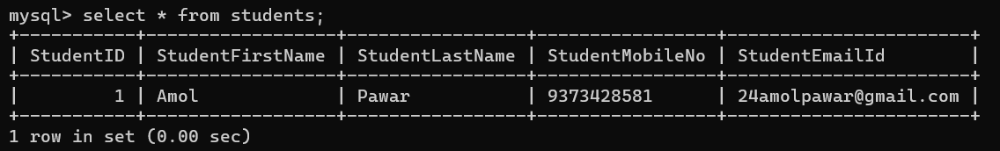 mysql> select * from students;
+-----------+------------------+-----------------+-----------------+-----------------------+
| StudentID | StudentFirstName | StudentLastName | StudentMobileNo | StudentEmailId        |
+-----------+------------------+-----------------+-----------------+-----------------------+
|         1 | Amol             | Pawar           | 9373428581      | 24amolpawar@gmail.com |
+-----------+------------------+-----------------+-----------------+-----------------------+
1 row in set (0.00 sec)